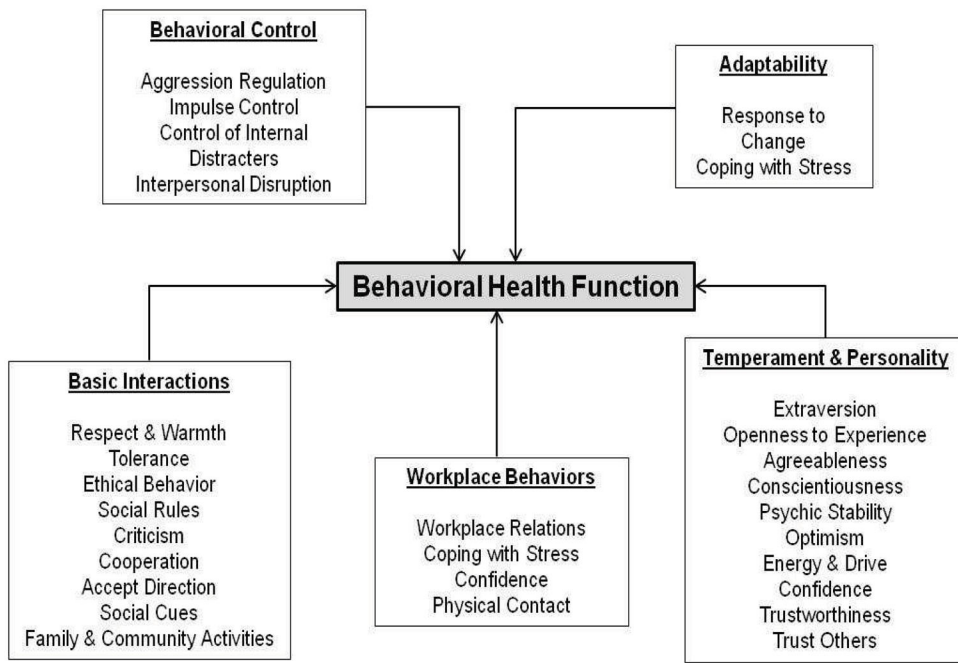 Behavioral Control
Aggression Regulation
Impulse Control
Control of Internal
Distracters
Interpersonal Disruption
Adaptability
Response to
Change
Coping with Stress
Behavioral Health Function
Basic Interactions
Respect & Warmth
Tolerance
Ethical Behavior
Social Rules
Criticism
Cooperation
Accept Direction
Social Cues
Family & Community Activities
Workplace Behaviors
Workplace Relations
Coping with Stress
Confidence
Physical Contact
Temperament & Personality
Extraversion
Openness to Experience
Agreeableness
Conscientiousness
Psychic Stability
Optimism
Energy & Drive
Confidence
Trustworthiness
Trust Others